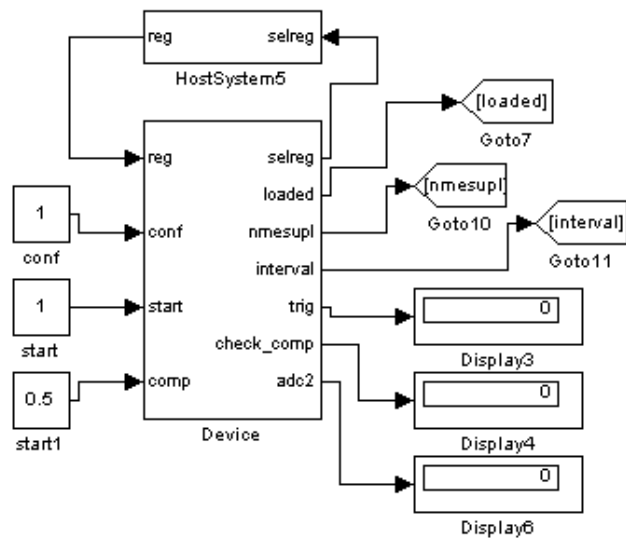 reg selreg
HostSystem5
[loaded]
Goto7
reg selreg
loaded
[nmesupl]
Goto10
1 conf nmesupl
[interval]
Goto11
conf
interval
1 start trig 0
start
Display3
check_comp
0.5 comp adc2 0
start1
Device
Display4
0
Display6